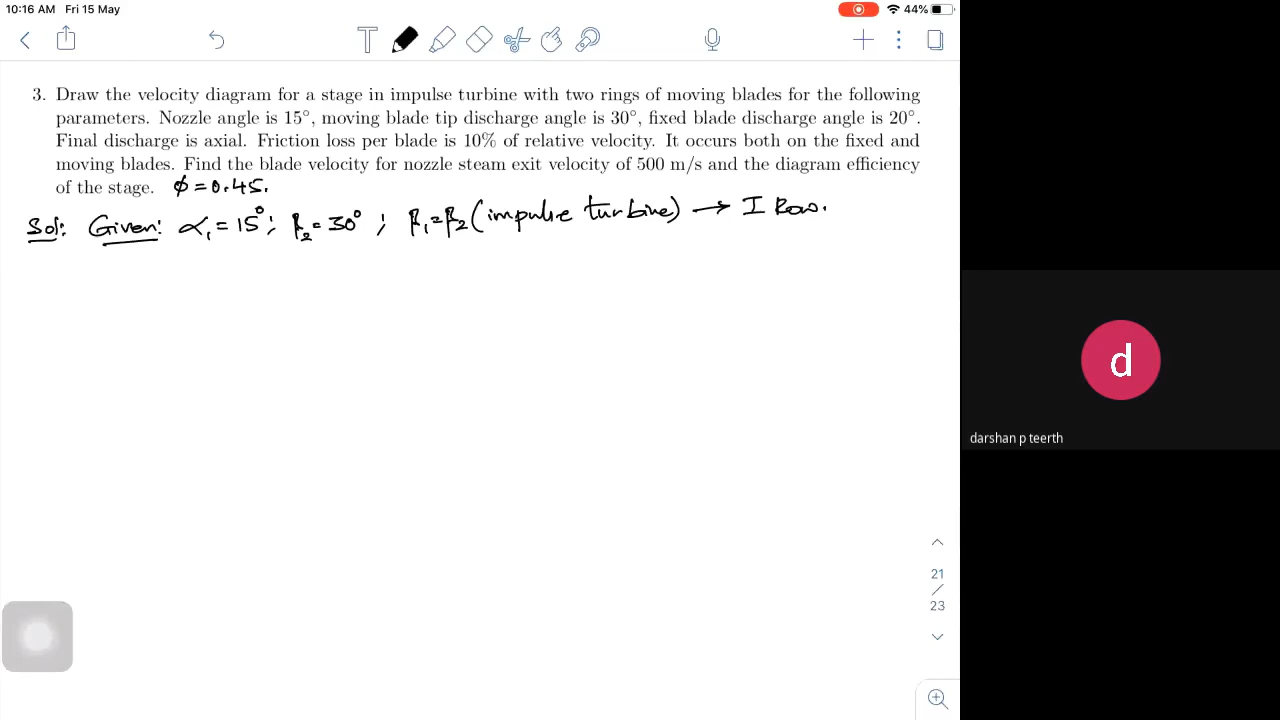 10:16 AM Fri 15 May
44%
T
3. Draw the velocity diagram for a stage in impulse turbine with two rings of moving blades for the following
parameters. Nozzle angle is 15°, moving blade tip discharge angle is 30°, fixed blade discharge angle is 20°.
Final discharge is axial. Friction loss per blade is 10% of relative velocity. It occurs both on the fixed and
moving blades. Find the blade velocity for nozzle steam exit velocity of 500 m/s and the diagram efficiency
of the stage. φ = 0.45.
Sol: Given: α₁ = 15°; β₂ = 30°; β₁=β₂ (impulse turbine) → I Row.
d
darshan p teerth
21
/
23